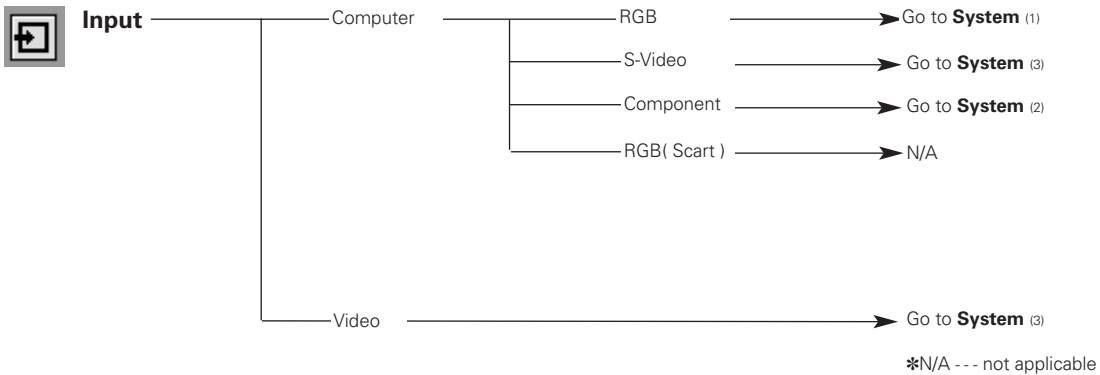 Input Computer RGB Go to System (1)
S-Video Go to System (3)
Component Go to System (2)
RGB( Scart ) N/A
Video Go to System (3)
✽N/A - - - not applicable